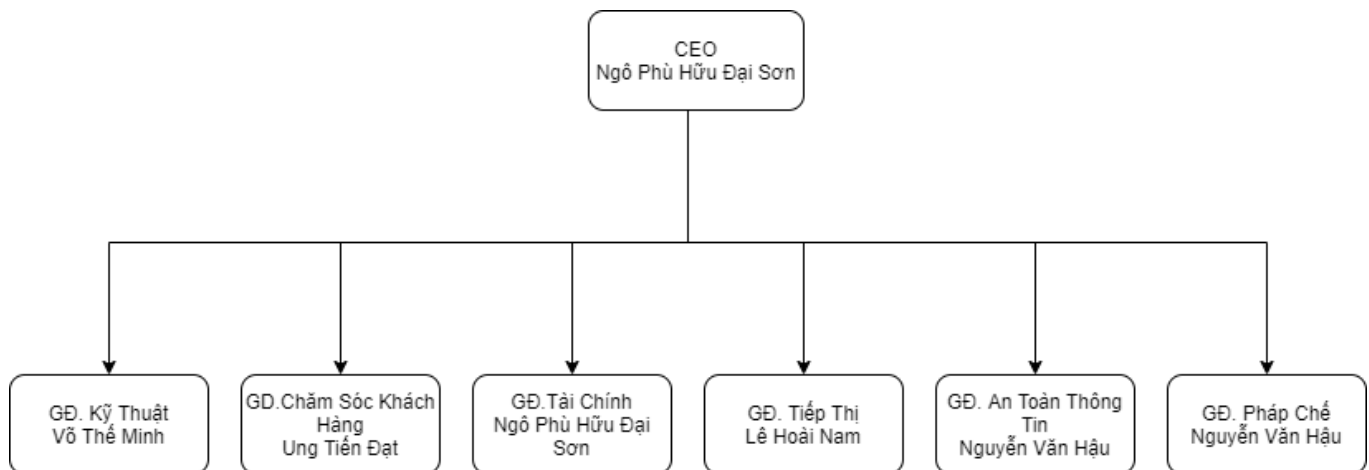 CEO
Ngô Phù Hữu Đại Sơn
GĐ. Kỹ Thuật
Võ Thế Minh
GD.Chăm Sóc Khách
Hàng
Ung Tiến Đạt
GĐ.Tài Chính
Ngô Phù Hữu Đại
Sơn
GĐ. Tiếp Thị
Lê Hoài Nam
GĐ. An Toàn Thông
Tin
Nguyễn Văn Hậu
GĐ. Pháp Chế
Nguyễn Văn Hậu